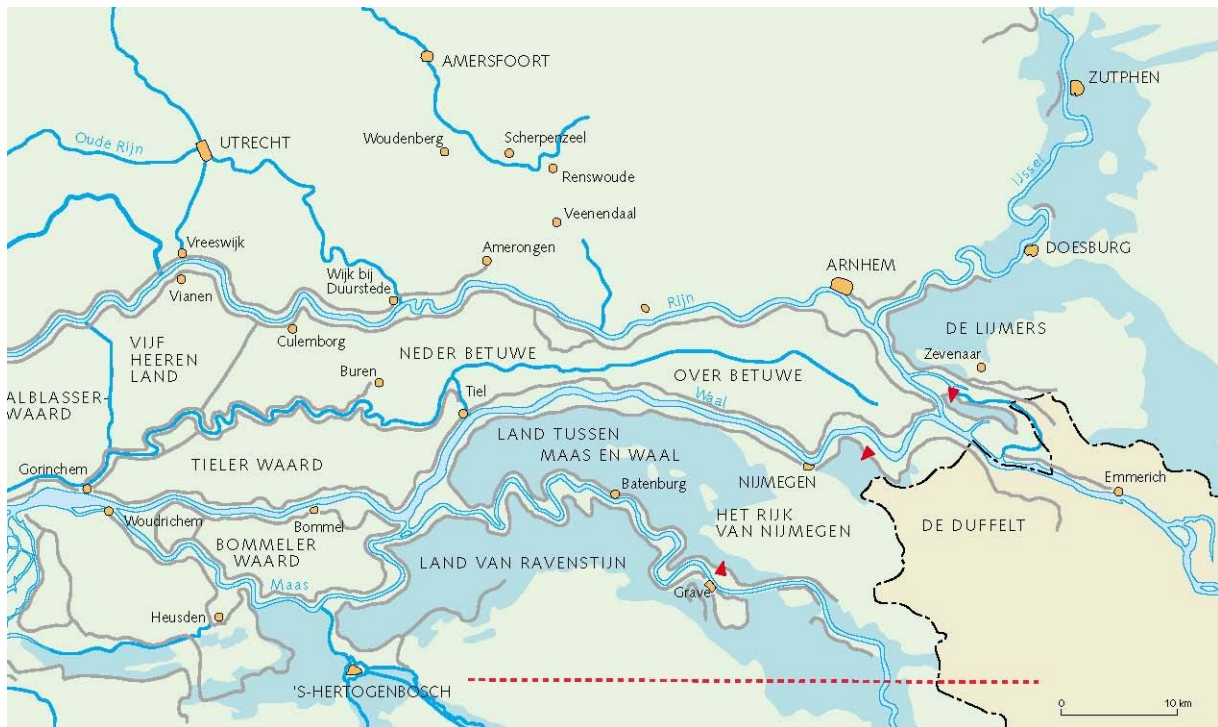 AMERSFOORT
ZUTPHEN
Oude Rijn
UTRECHT
Woudenberg
Scherpenzeel
Renswoude
IJssel
Veenendaal
Vreeswijk
Amerongen
DOESBURG
Vianen
Wijk bij
Duurstede
ARNHEM
Rijn
DE LIJMERS
VIJF
HEEREN
LAND
Culemborg
NEDER BETUWE
Zevenaar
Buren
OVER BETUWE
ALBLASSER-
WAARD
Tiel
Waal
LAND TUSSEN
MAAS EN WAAL
Gorinchem
TIELER WAARD
NIJMEGEN
Emmerich
Batenburg
Woudrichem
Bommel
HET RIJK
VAN NIJMEGEN
DE DUFFELT
BOMMELER
WAARD
LAND VAN RAVENSTIJN
Maas
Grave
Heusden
'S-HERTOGENBOSCH
0 10 km